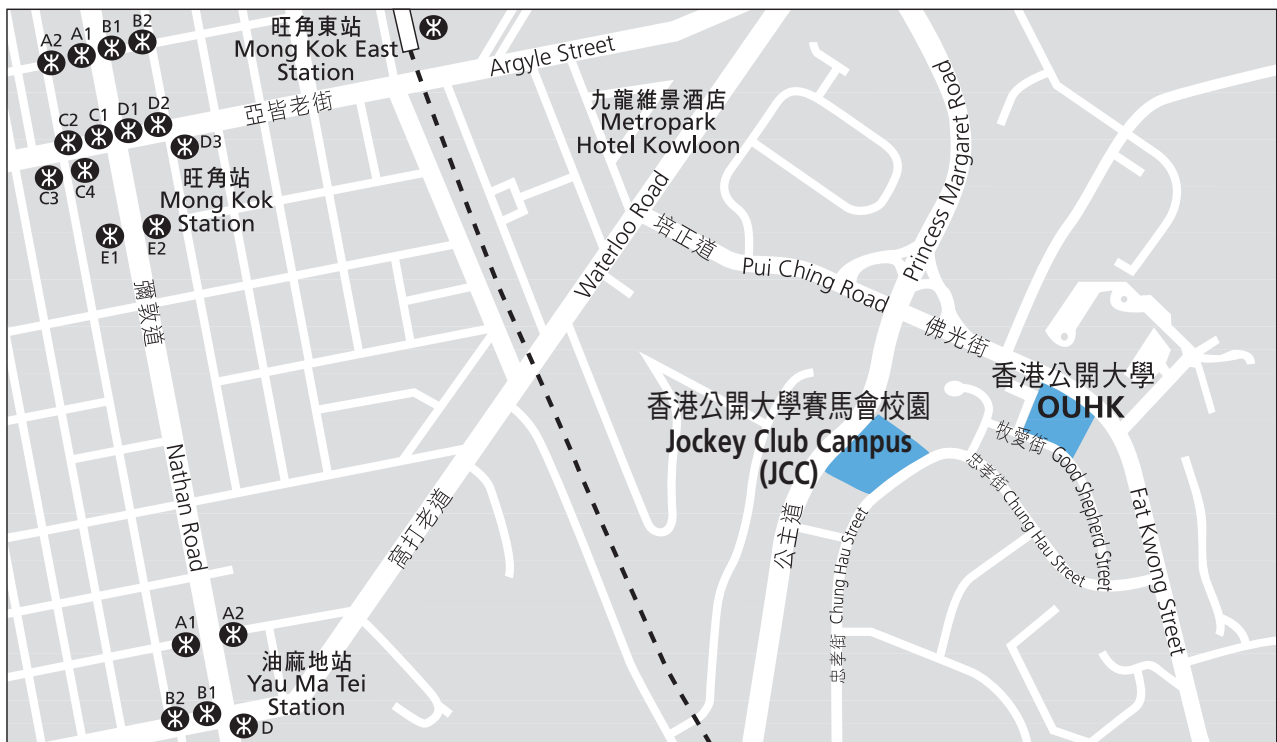 A2
A1
B1
B2
旺角東站
Mong Kok East
Station
Argyle Street
亞皆老街
C2
C1
D1
D2
D3
C3
C4
旺角站
Mong Kok
Station
E1
E2
九龍維景酒店
Metropark
Hotel Kowloon
Princess Margaret Road
Waterloo Road
培正道
Pui Ching Road
彌敦道
佛光街
香港公開大學
OUHK
香港公開大學賽馬會校園
Jockey Club Campus
(JCC)
牧愛街 Good Shepherd Street
忠孝街 Chung Hau Street
Nathan Road
窩打老道
公主道
忠孝街 Chung Hau Street
Fat Kwong Street
A1
A2
油麻地站
Yau Ma Tei
Station
B2
B1
D